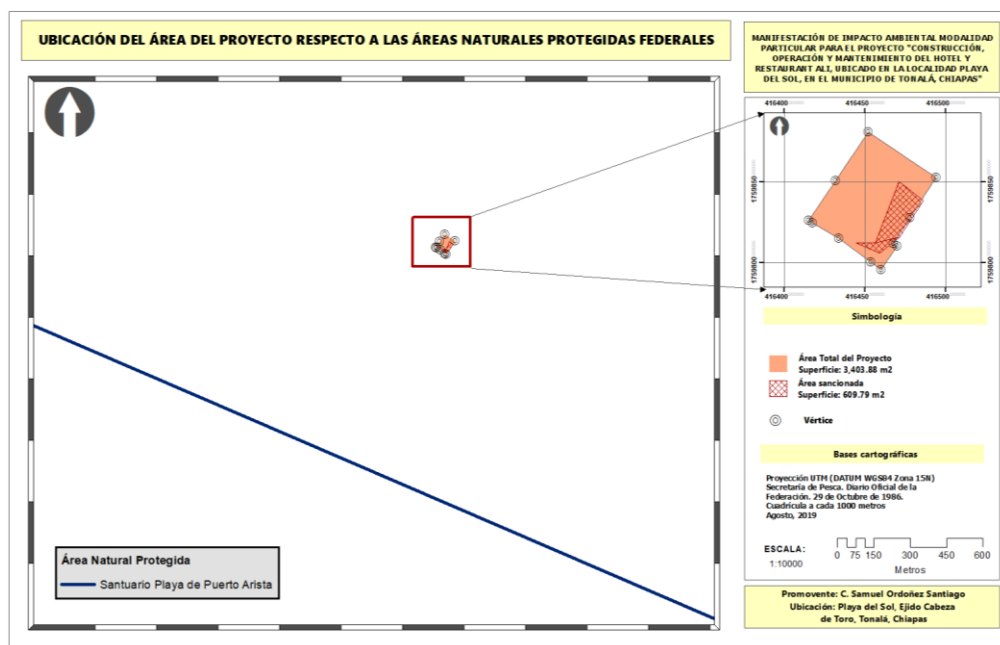 UBICACIÓN DEL ÁREA DEL PROYECTO RESPECTO A LAS ÁREAS NATURALES PROTEGIDAS FEDERALES
Área Natural Protegida
Santuario Playa de Puerto Arista
MANIFESTACIÓN DE IMPACTO AMBIENTAL MODALIDAD
PARTICULAR PARA EL PROYECTO "CONSTRUCCIÓN,
OPERACIÓN Y MANTENIMIENTO DEL HOTEL Y
RESTAURANT ALI, UBICADO EN LA LOCALIDAD PLAYA
DEL SOL, EN EL MUNICIPIO DE TONALÁ, CHIAPAS"
416400 416450 416500
1759850 1759850
1759800 1759800
416400 416450 416500
Simbología
Área Total del Proyecto
Superficie: 3,403.88 m2
Área sancionada
Superficie: 609.79 m2
Vértice
Bases cartográficas
Proyección UTM (DATUM WGS84 Zona 15N)
Secretaría de Pesca. Diario Oficial de la
Federación. 29 de Octubre de 1986.
Cuadrícula a cada 1000 metros
Agosto, 2019
ESCALA:
1:10000
0 75 150 300 450 600
Metros
Promovente: C. Samuel Ordoñez Santiago
Ubicación: Playa del Sol, Ejido Cabeza
de Toro, Tonalá, Chiapas